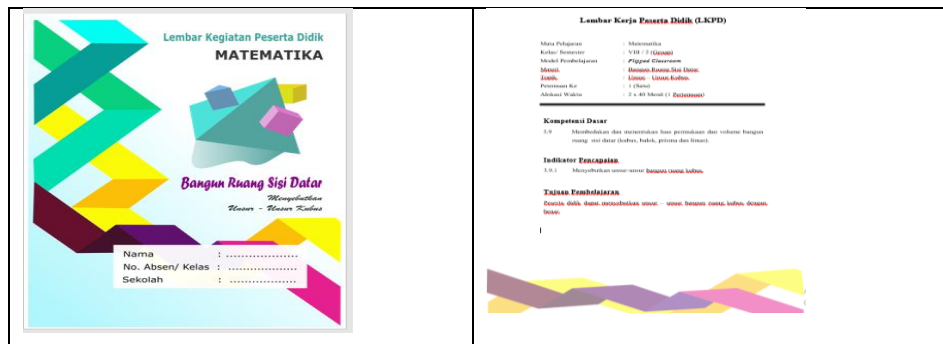 Lembar Kegiatan Peserta Didik
MATEMATIKA
Bangun Ruang Sisi Datar
Menyebutkan
Unsur - Unsur Kubus
Nama : ...................
No. Absen/ Kelas : ..................
Sekolah : .................
Lembar Kerja Peserta Didik (LKPD)
Mata Pelajaran : Matematika
Kelas/ Semester : VIII / 2 (Genap)
Model Pembelajaran : Flipped Classroom
Materi : Bangun Ruang Sisi Datar
Topik : Unsur – Unsur Kubus
Pertemuan Ke : 1 (Satu)
Alokasi Waktu : 2 x 40 Menit (1 Pertemuan)
Kompetensi Dasar
3.9 Membedakan dan menentukan luas permukaan dan volume bangun
ruang sisi datar (kubus, balok, prisma dan limas).
Indikator Pencapaian
3.9.1 Menyebutkan unsur-unsur bangun ruang kubus.
Tujuan Pembelajaran
Peserta didik dapat menyebutkan unsur – unsur bangun ruang kubus dengan
benar.